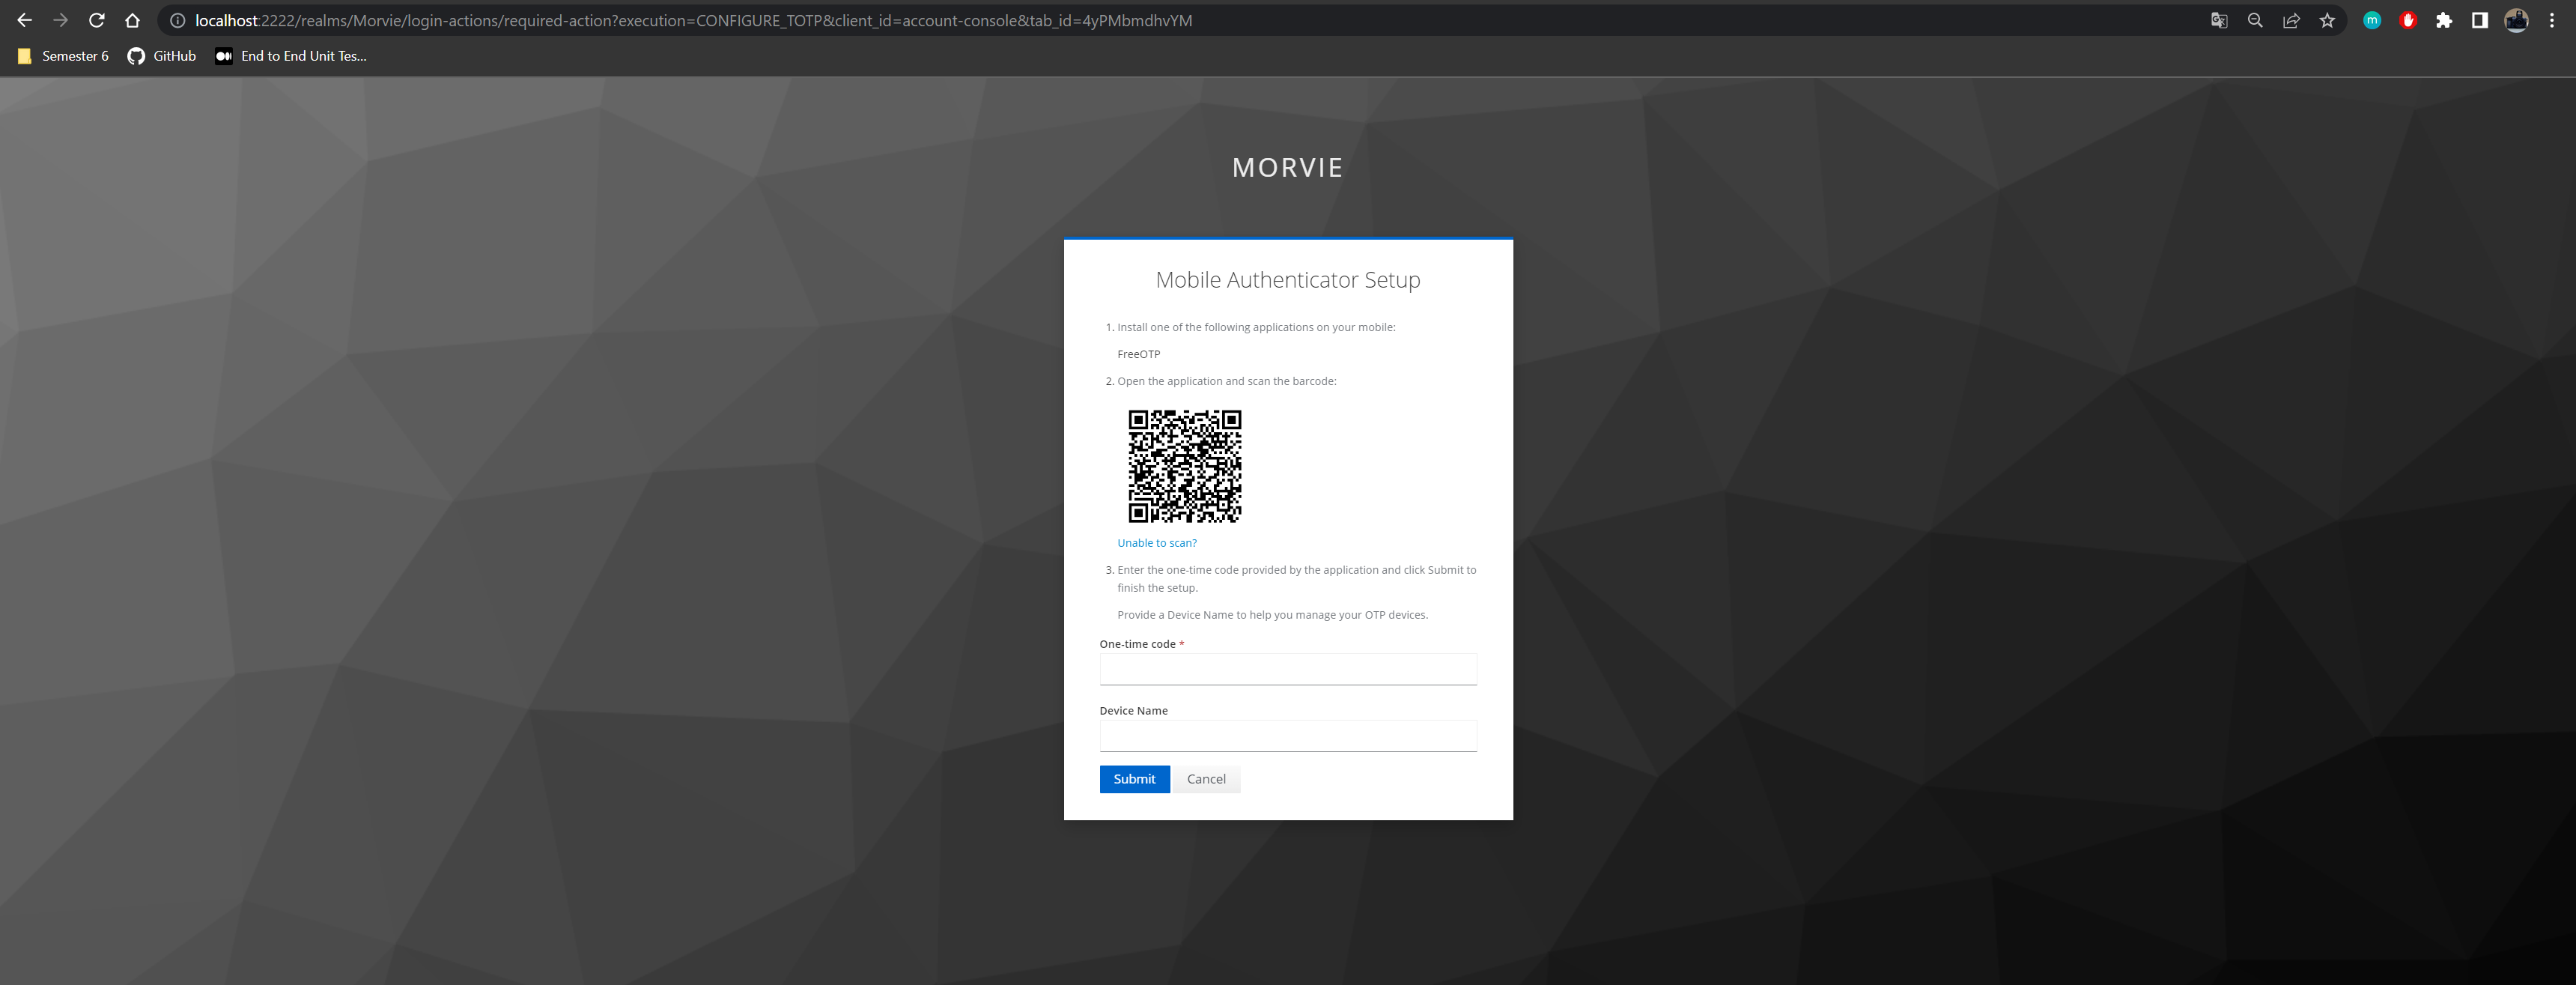 localhost:2222/realms/Morvie/login-actions/required-action?execution=CONFIGURE_TOTP&client_id=account-console&tab_id=4yPMbmdhvYM
m
Semester 6 GitHub End to End Unit Tes...
MORVIE
Mobile Authenticator Setup
1. Install one of the following applications on your mobile:
FreeOTP
2. Open the application and scan the barcode:
Unable to scan?
3. Enter the one-time code provided by the application and click Submit to
finish the setup.
Provide a Device Name to help you manage your OTP devices.
One-time code *
Device Name
Submit Cancel